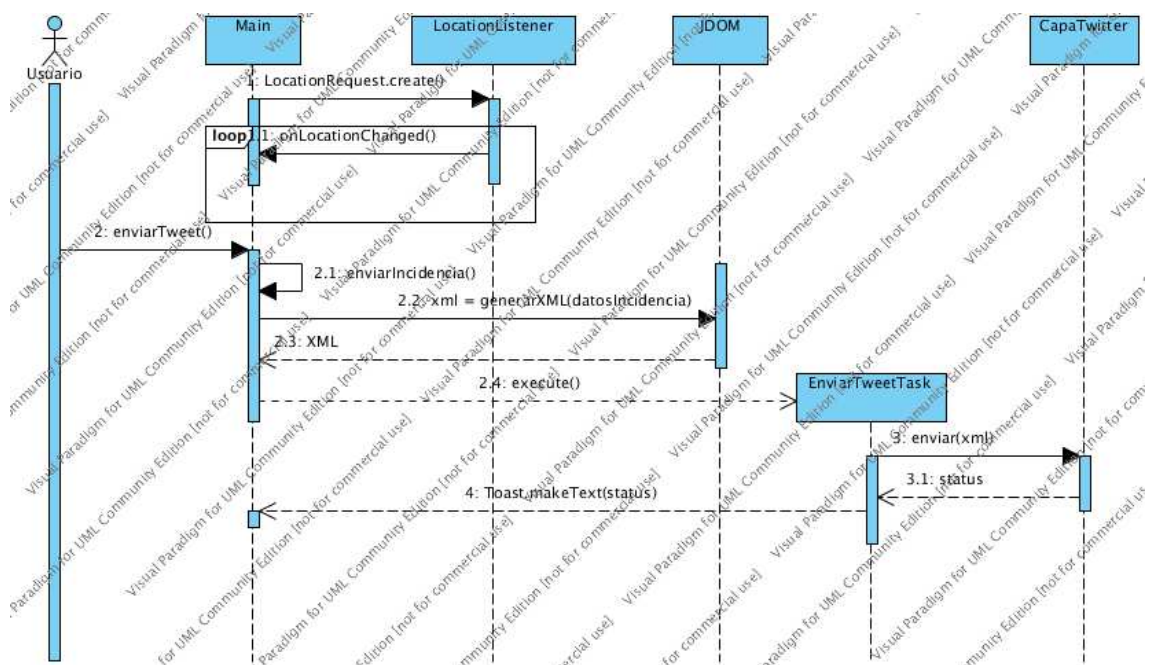 Usuario
Main
LocationListener
JDOM
CapaTwitter
1: LocationRequest.create()
loop
1.1: onLocationChanged()
2: enviarTweet()
2.1: enviarIncidencia()
2.2: xml = generarXML(datosIncidencia)
2.3: XML
2.4: execute()
EnviarTweetTask
3: enviar(xml)
3.1: status
4: Toast.makeText(status)
Visual Paradigm for UML Community Edition [not for commercial use]